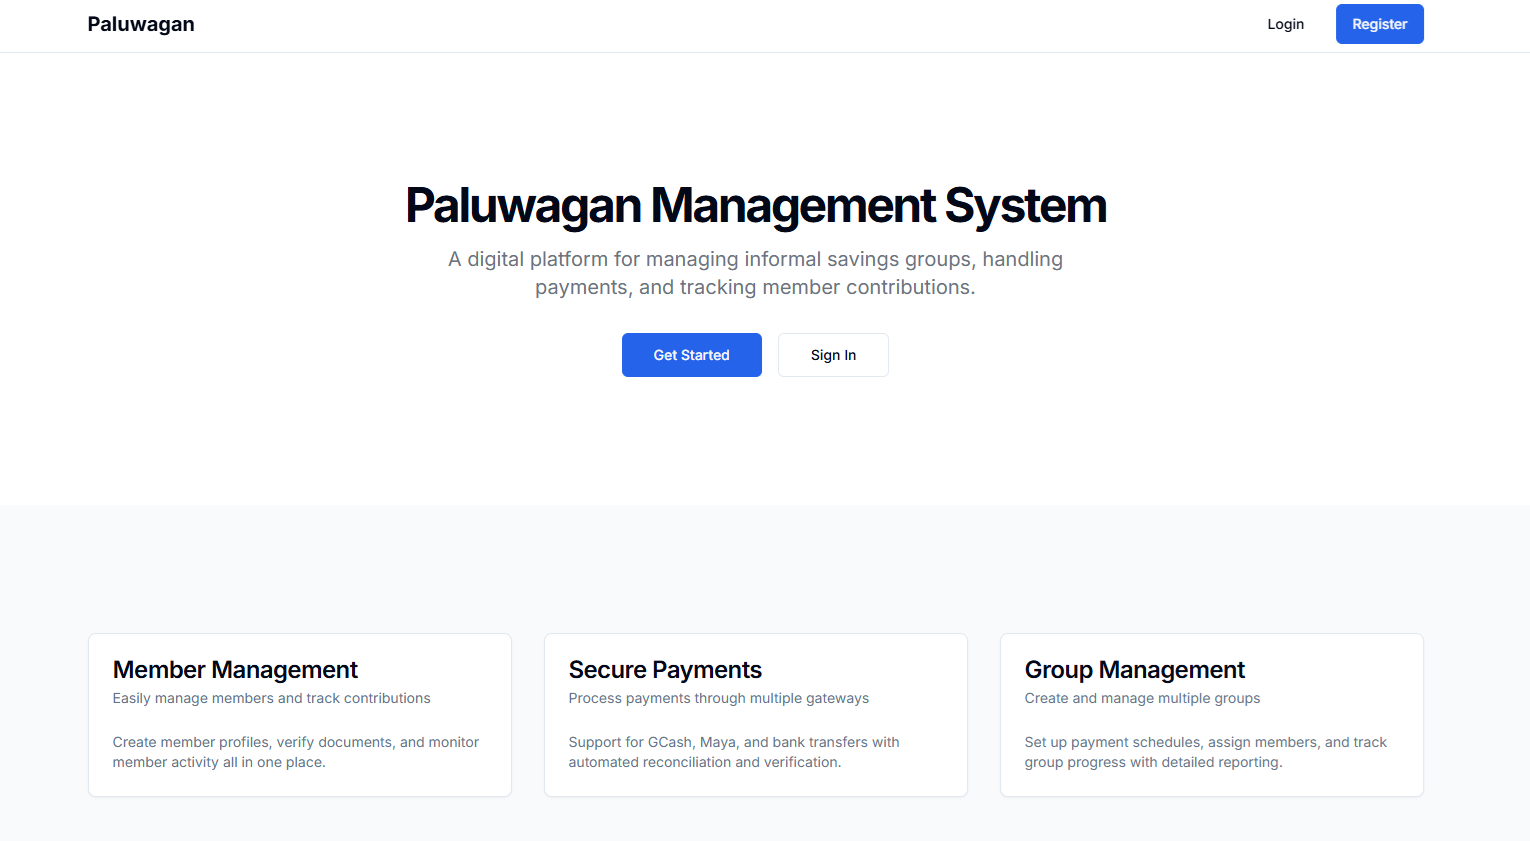 Paluwagan
Login
Register
Paluwagan Management System
A digital platform for managing informal savings groups, handling
payments, and tracking member contributions.
Get Started
Sign In
Member Management
Easily manage members and track contributions
Create member profiles, verify documents, and monitor
member activity all in one place.
Secure Payments
Process payments through multiple gateways
Support for GCash, Maya, and bank transfers with
automated reconciliation and verification.
Group Management
Create and manage multiple groups
Set up payment schedules, assign members, and track
group progress with detailed reporting.